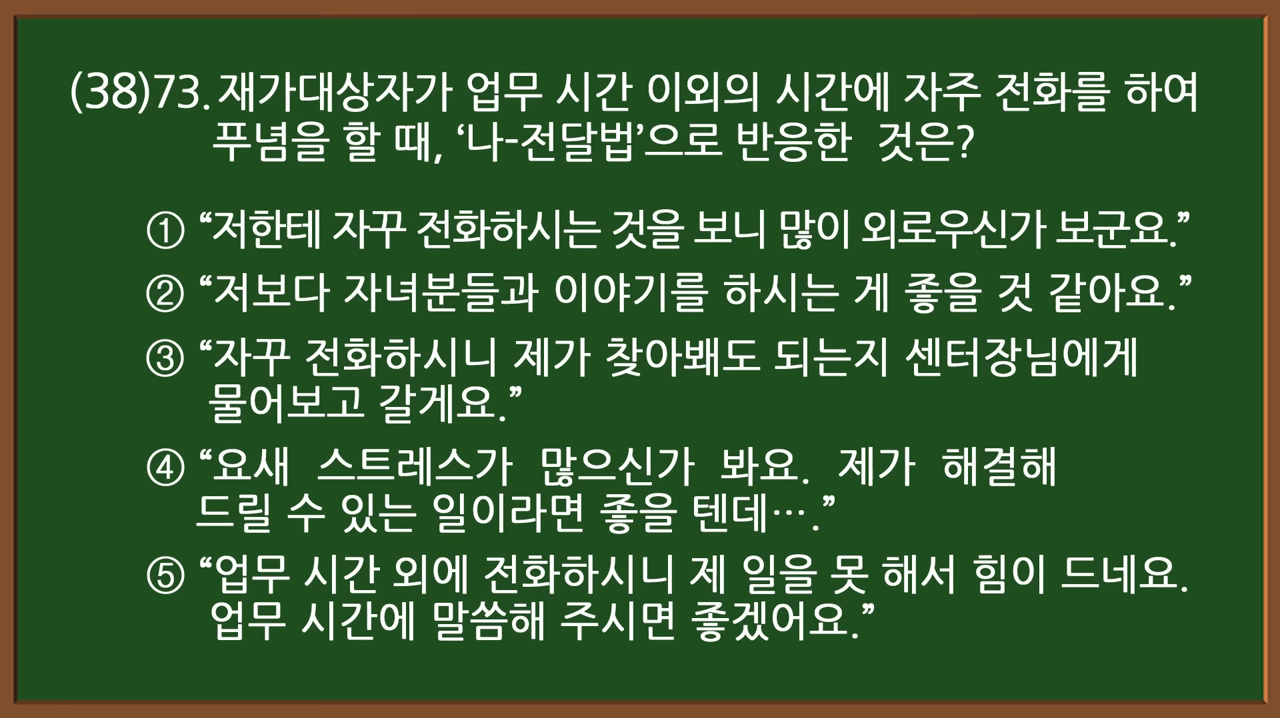 (38)73. 재가대상자가 업무 시간 이외의 시간에 자주 전화를 하여
푸념을 할 때, ‘나-전달법’으로 반응한 것은?
① “저한테 자꾸 전화하시는 것을 보니 많이 외로우신가 보군요.”
② “저보다 자녀분들과 이야기를 하시는 게 좋을 것 같아요.”
③ “자꾸 전화하시니 제가 찾아봬도 되는지 센터장님에게
물어보고 갈게요.”
④ “요새 스트레스가 많으신가 봐요. 제가 해결해
드릴 수 있는 일이라면 좋을 텐데….”
⑤ “업무 시간 외에 전화하시니 제 일을 못 해서 힘이 드네요.
업무 시간에 말씀해 주시면 좋겠어요.”